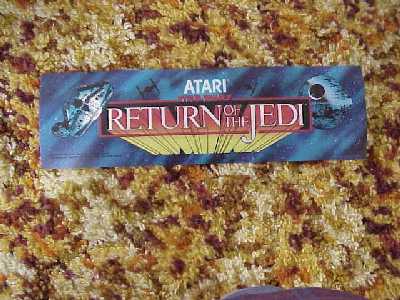 ATARI
RETURN OF THE JEDI